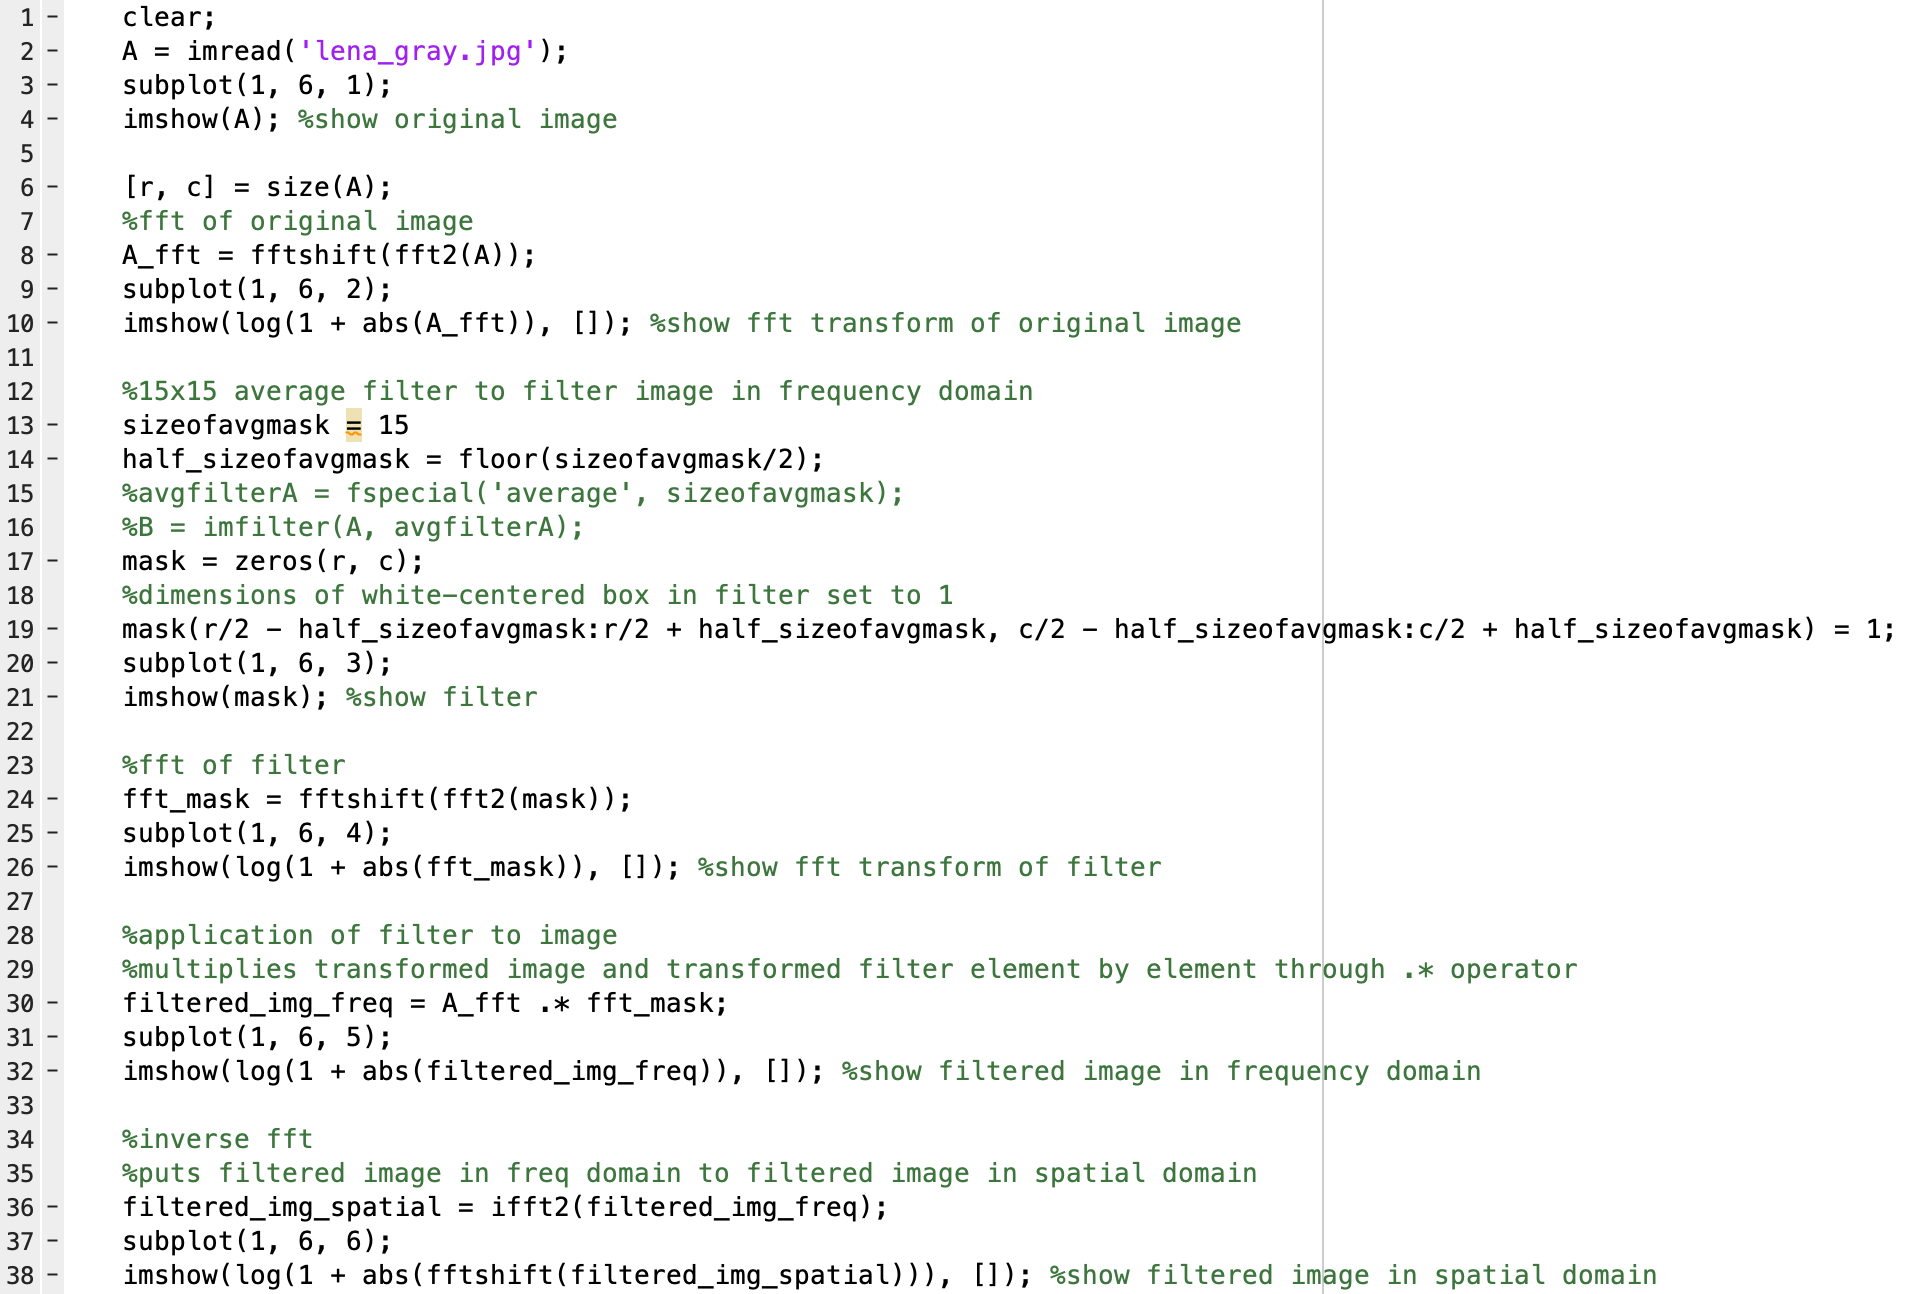 1 - clear;
2 - A = imread('lena_gray.jpg');
3 - subplot(1, 6, 1);
4 - imshow(A); %show original image
5
6 - [r, c] = size(A);
7 %fft of original image
8 - A_fft = fftshift(fft2(A));
9 - subplot(1, 6, 2);
10 - imshow(log(1 + abs(A_fft)), []); %show fft transform of original image
11
12 %15x15 average filter to filter image in frequency domain
13 - sizeofavgmask = 15
14 - half_sizeofavgmask = floor(sizeofavgmask/2);
15 %avgfilterA = fspecial('average', sizeofavgmask);
16 %B = imfilter(A, avgfilterA);
17 - mask = zeros(r, c);
18 %dimensions of white-centered box in filter set to 1
19 - mask(r/2 - half_sizeofavgmask:r/2 + half_sizeofavgmask, c/2 - half_sizeofavgmask:c/2 + half_sizeofavgmask) = 1;
20 - subplot(1, 6, 3);
21 - imshow(mask); %show filter
22
23 %fft of filter
24 - fft_mask = fftshift(fft2(mask));
25 - subplot(1, 6, 4);
26 - imshow(log(1 + abs(fft_mask)), []); %show fft transform of filter
27
28 %application of filter to image
29 %multiplies transformed image and transformed filter element by element through .* operator
30 - filtered_img_freq = A_fft .* fft_mask;
31 - subplot(1, 6, 5);
32 - imshow(log(1 + abs(filtered_img_freq)), []); %show filtered image in frequency domain
33
34 %inverse fft
35 %puts filtered image in freq domain to filtered image in spatial domain
36 - filtered_img_spatial = ifft2(filtered_img_freq);
37 - subplot(1, 6, 6);
38 - imshow(log(1 + abs(fftshift(filtered_img_spatial))), []); %show filtered image in spatial domain